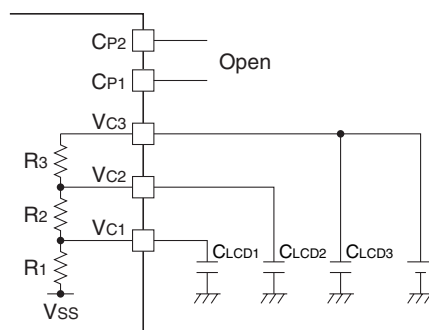 CP2
Open
CP1
VC3
R3
VC2
R2
VC1
CLCD1 CLCD2 CLCD3
R1
VSS